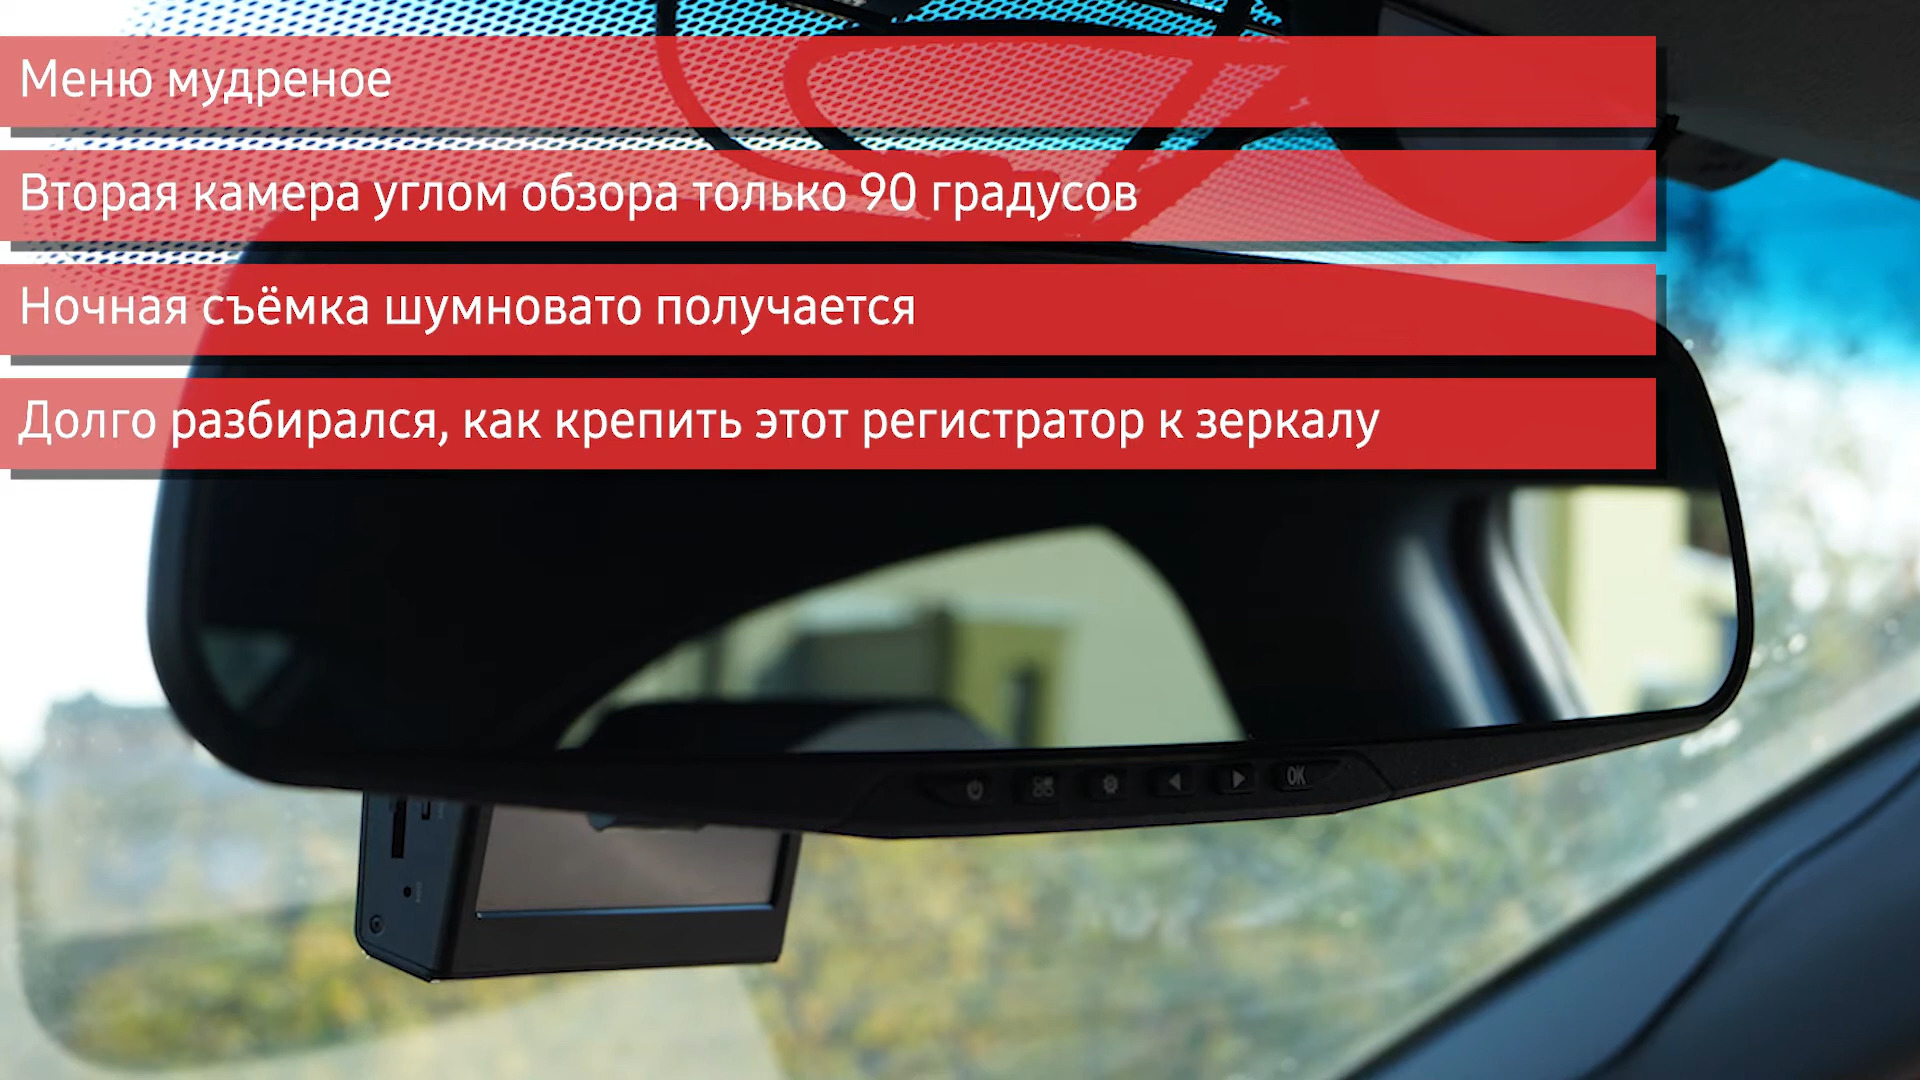 Меню мудреное
Вторая камера углом обзора только 90 градусов
Ночная съёмка шумновато получается
Долго разбирался, как крепить этот регистратор к зеркалу
OK